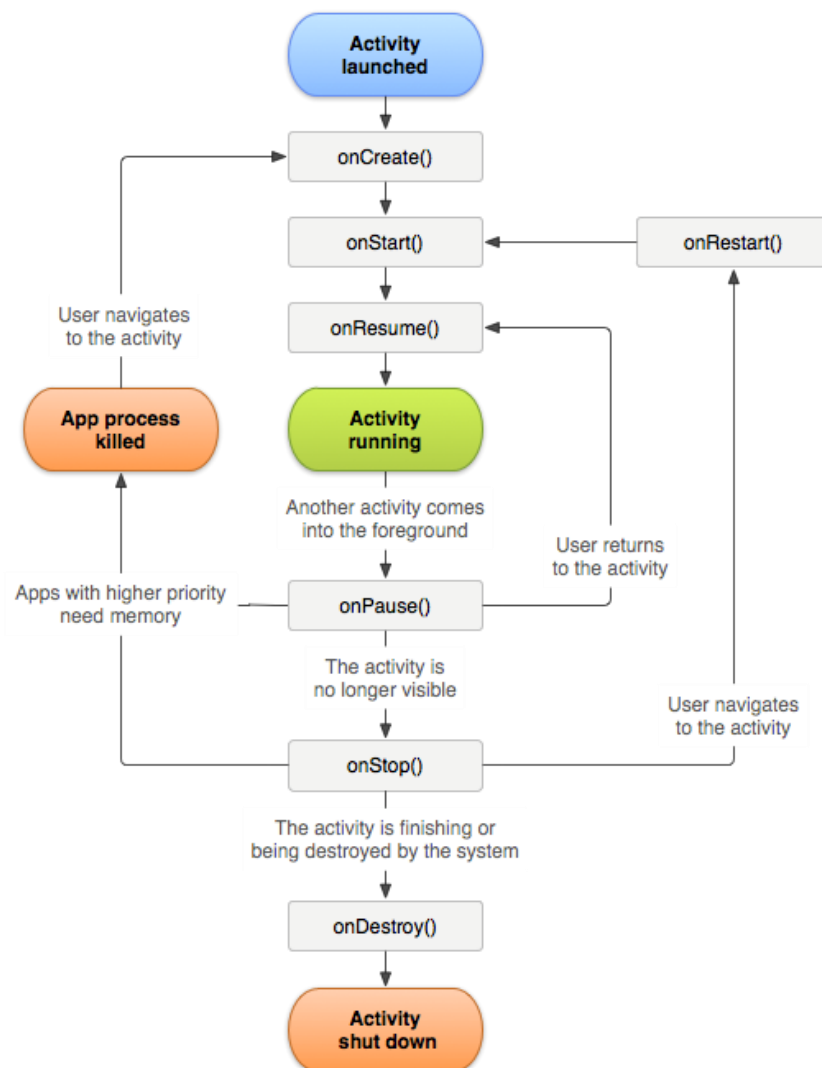 Activity
launched
onCreate()
onStart()
onRestart()
User navigates
to the activity
onResume()
App process
killed
Activity
running
Another activity comes
into the foreground
User returns
to the activity
Apps with higher priority
need memory
onPause()
The activity is
no longer visible
User navigates
to the activity
onStop()
The activity is finishing or
being destroyed by the system
onDestroy()
Activity
shut down